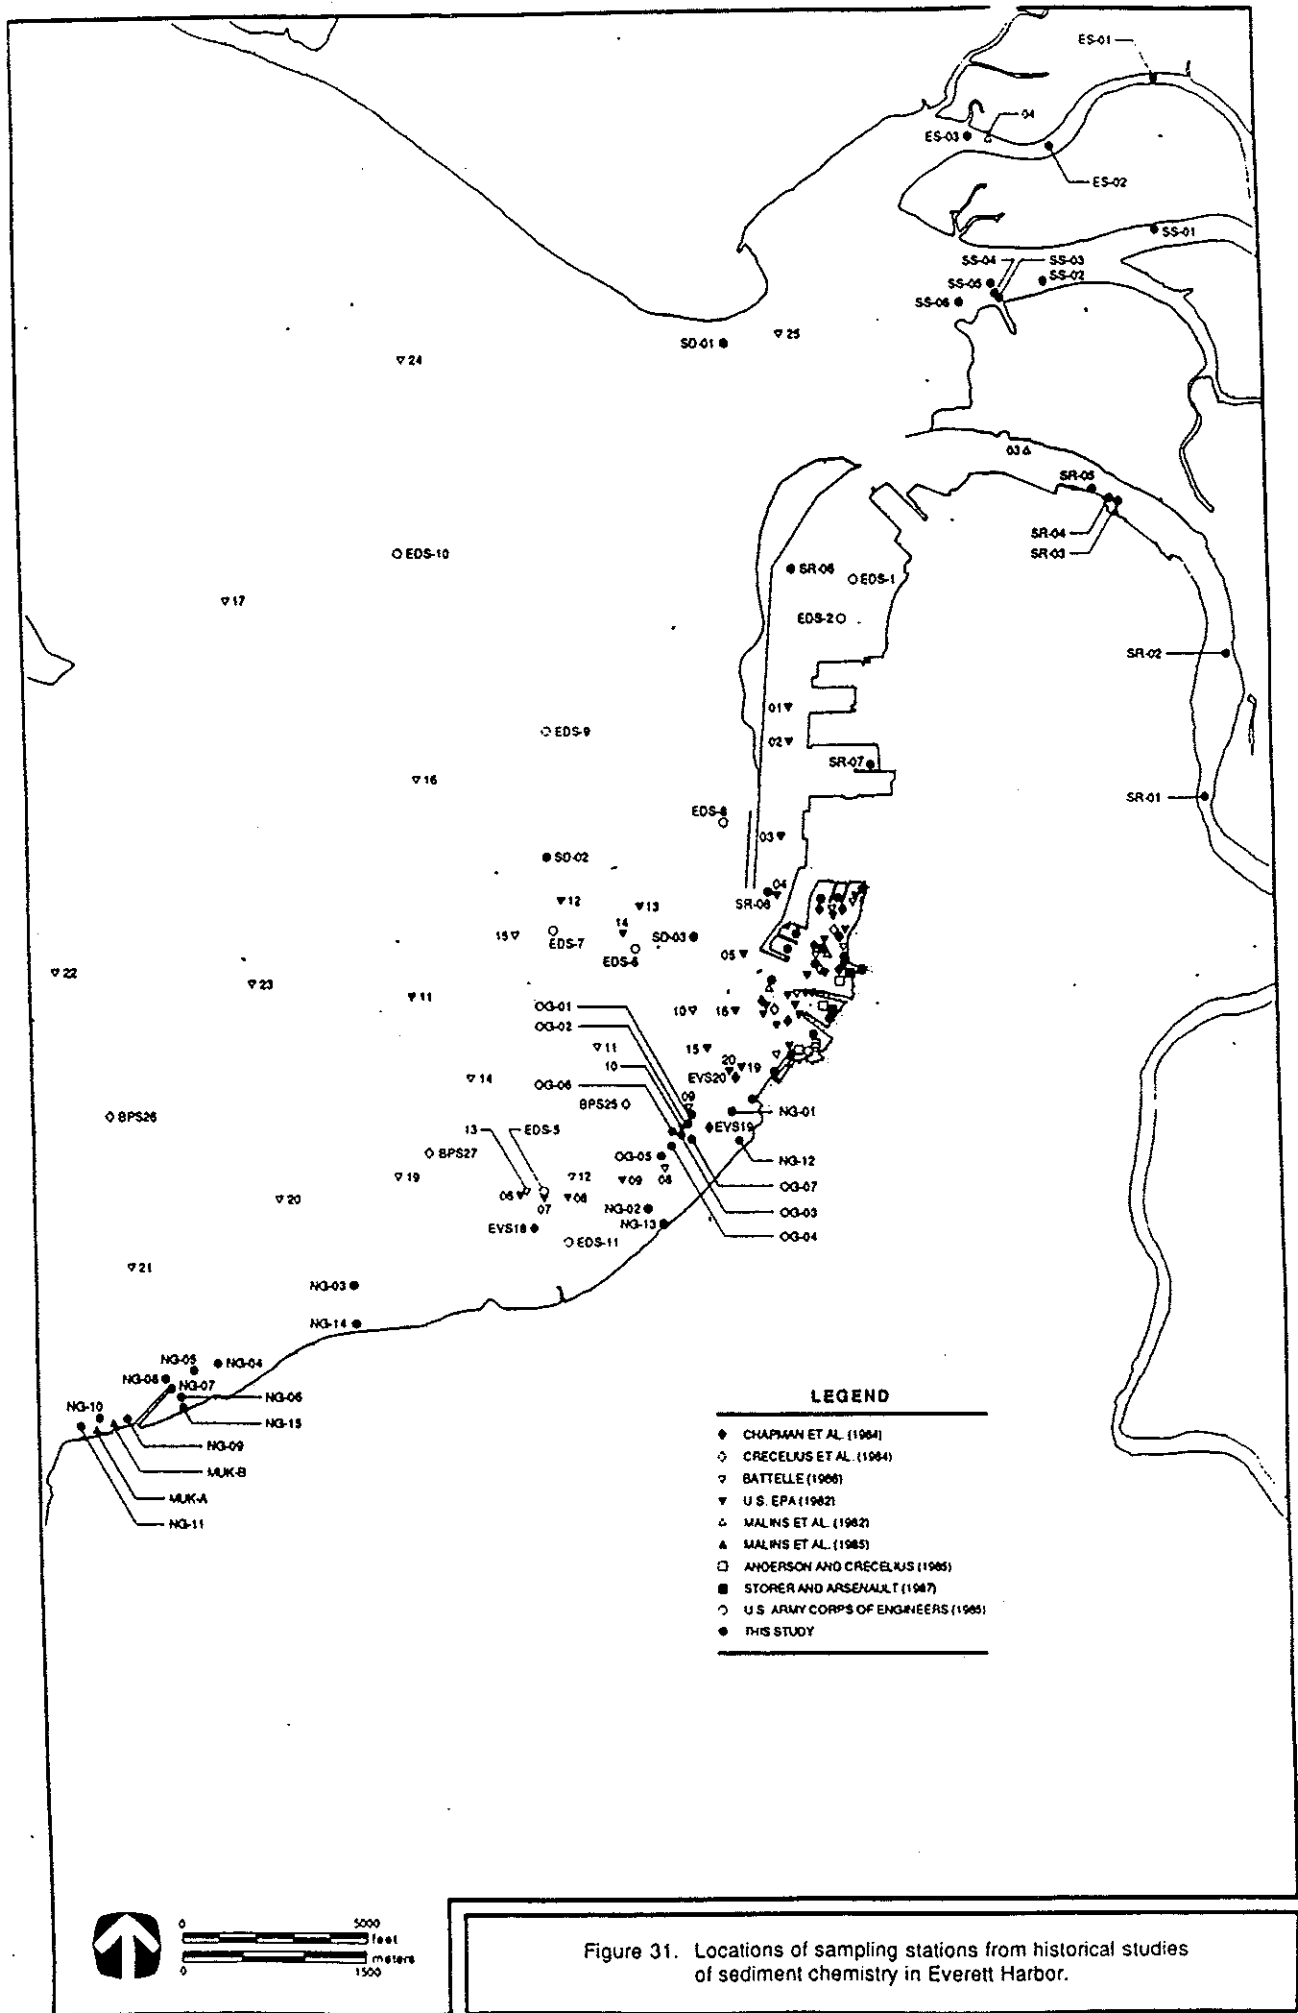 ES-01
04
ES-03
ES-02
SS-01
SS-04
SS-03
SS-05
SS-02
SS-06
25
SD-01
24
03
SR-05
SR-04
SR-03
EDS-10
SR-06
EDS-1
17
EDS-2
SR-02
01
EDS-9
02
SR-07
16
SR-01
EDS-8
03
SD-02
04
SR-08
12
13
14
15
EDS-7
SD-03
EDS-6
05
22
23
11
OG-01
10
16
OG-02
11
15
10
20
19
14
EVS20
OG-06
09
BPS25
BPS26
NG-01
EVS19
13
EDS-5
BPS27
OG-05
NG-12
19
12
09
08
OG-07
20
06
07
08
NG-02
OG-03
EVS18
NG-13
OG-04
EDS-11
21
NG-03
NG-14
NG-05
NG-04
NG-08
NG-07
NG-06
NG-10
NG-15
NG-09
MUK-B
MUK-A
NG-11
LEGEND
CHAPMAN ET AL. (1984)
CRECELIUS ET AL. (1984)
BATTELLE (1986)
U.S. EPA (1982)
MALINS ET AL. (1982)
MALINS ET AL. (1985)
ANDERSON AND CRECELIUS (1985)
STORER AND ARSENAULT (1987)
U.S. ARMY CORPS OF ENGINEERS (1985)
THIS STUDY
0 5000
feet
meters
0 1500
Figure 31. Locations of sampling stations from historical studies
of sediment chemistry in Everett Harbor.